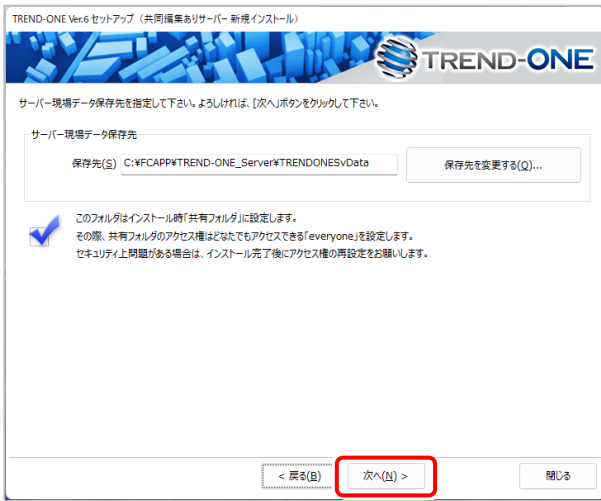 TREND-ONE Ver.6 セットアップ（共同編集ありサーバー 新規インストール）
TREND-ONE
サーバー現場データ保存先を指定して下さい。よろしければ、[次へ]ボタンをクリックして下さい。
サーバー現場データ保存先
保存先(S) C:¥FCAPP¥TREND-ONE_Server¥TRENDONESvData 保存先を変更する(Q)...
このフォルダはインストール時「共有フォルダ」に設定します。
その際、共有フォルダのアクセス権はどなたでもアクセスできる「everyone」を設定します。
セキュリティ上問題がある場合は、インストール完了後にアクセス権の再設定をお願いします。
< 戻る(B) 次へ(N) > 閉じる